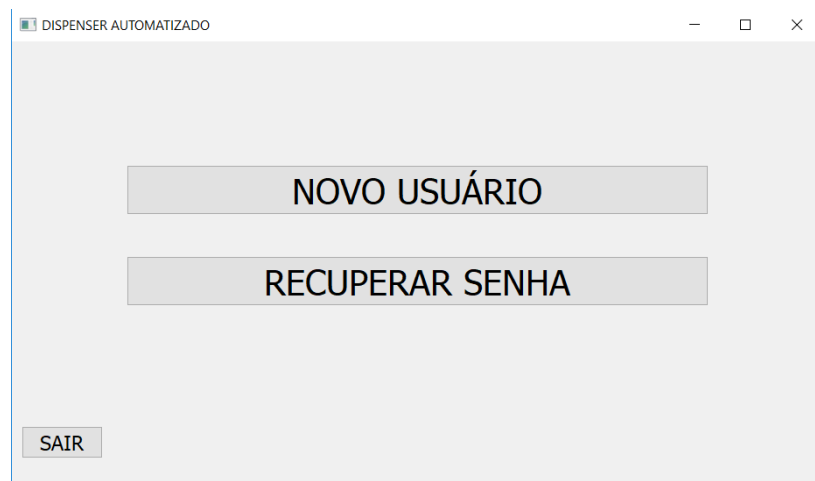 DISPENSER AUTOMATIZADO
NOVO USUÁRIO
RECUPERAR SENHA
SAIR